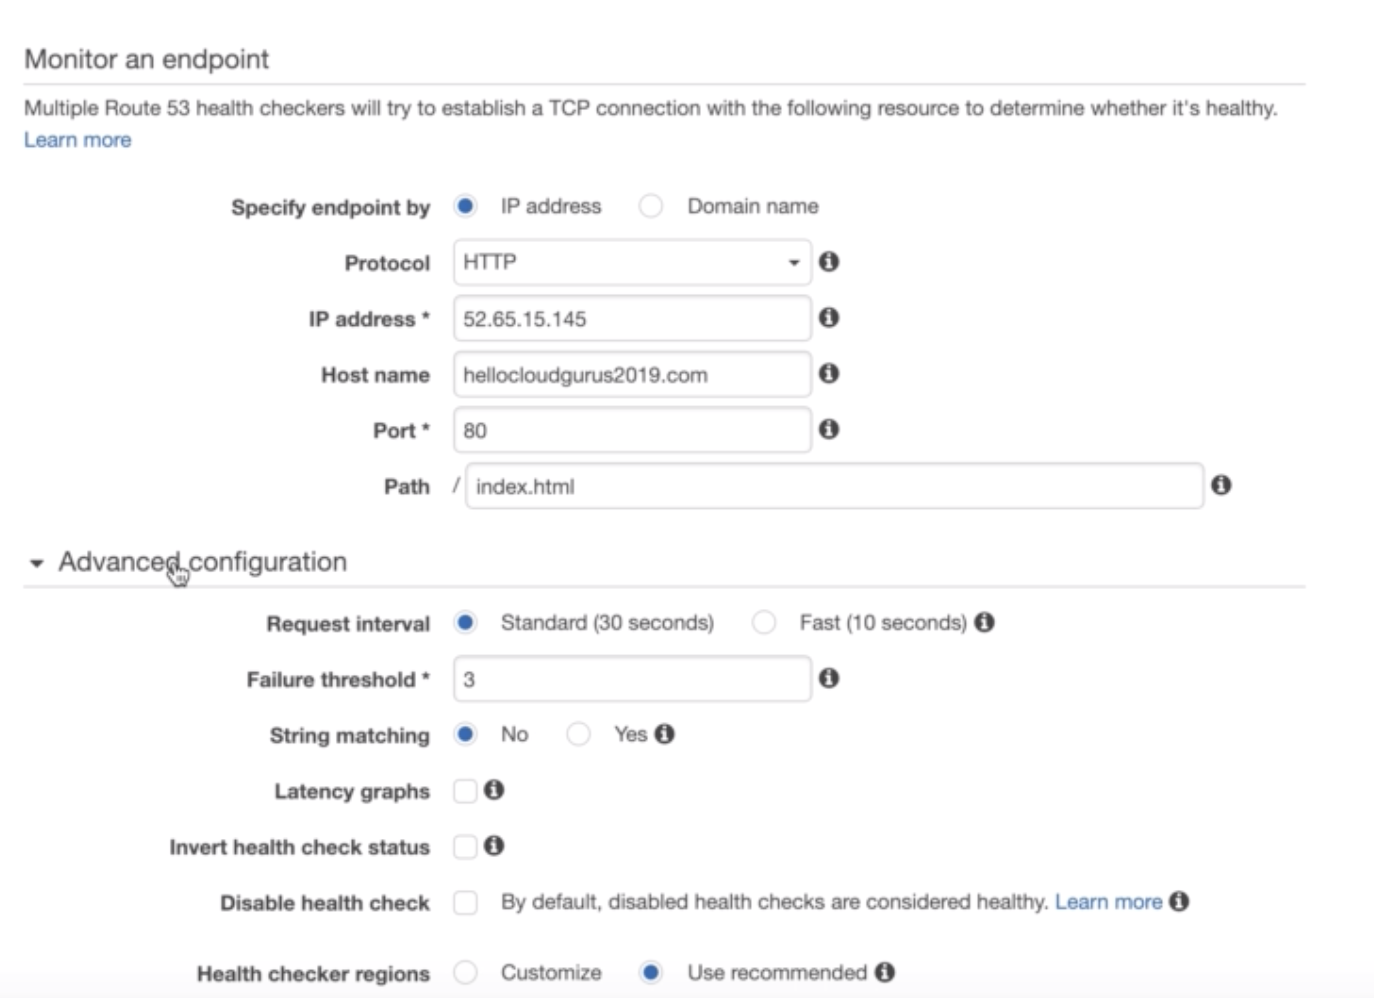 Monitor an endpoint
Multiple Route 53 health checkers will try to establish a TCP connection with the following resource to determine whether it's healthy.
Learn more
Specify endpoint by IP address Domain name
Protocol HTTP
IP address * 52.65.15.145
Host name hellocloudgurus2019.com
Port * 80
Path / index.html
Advanced configuration
Request interval Standard (30 seconds) Fast (10 seconds)
Failure threshold * 3
String matching No Yes
Latency graphs
Invert health check status
Disable health check By default, disabled health checks are considered healthy. Learn more
Health checker regions Customize Use recommended